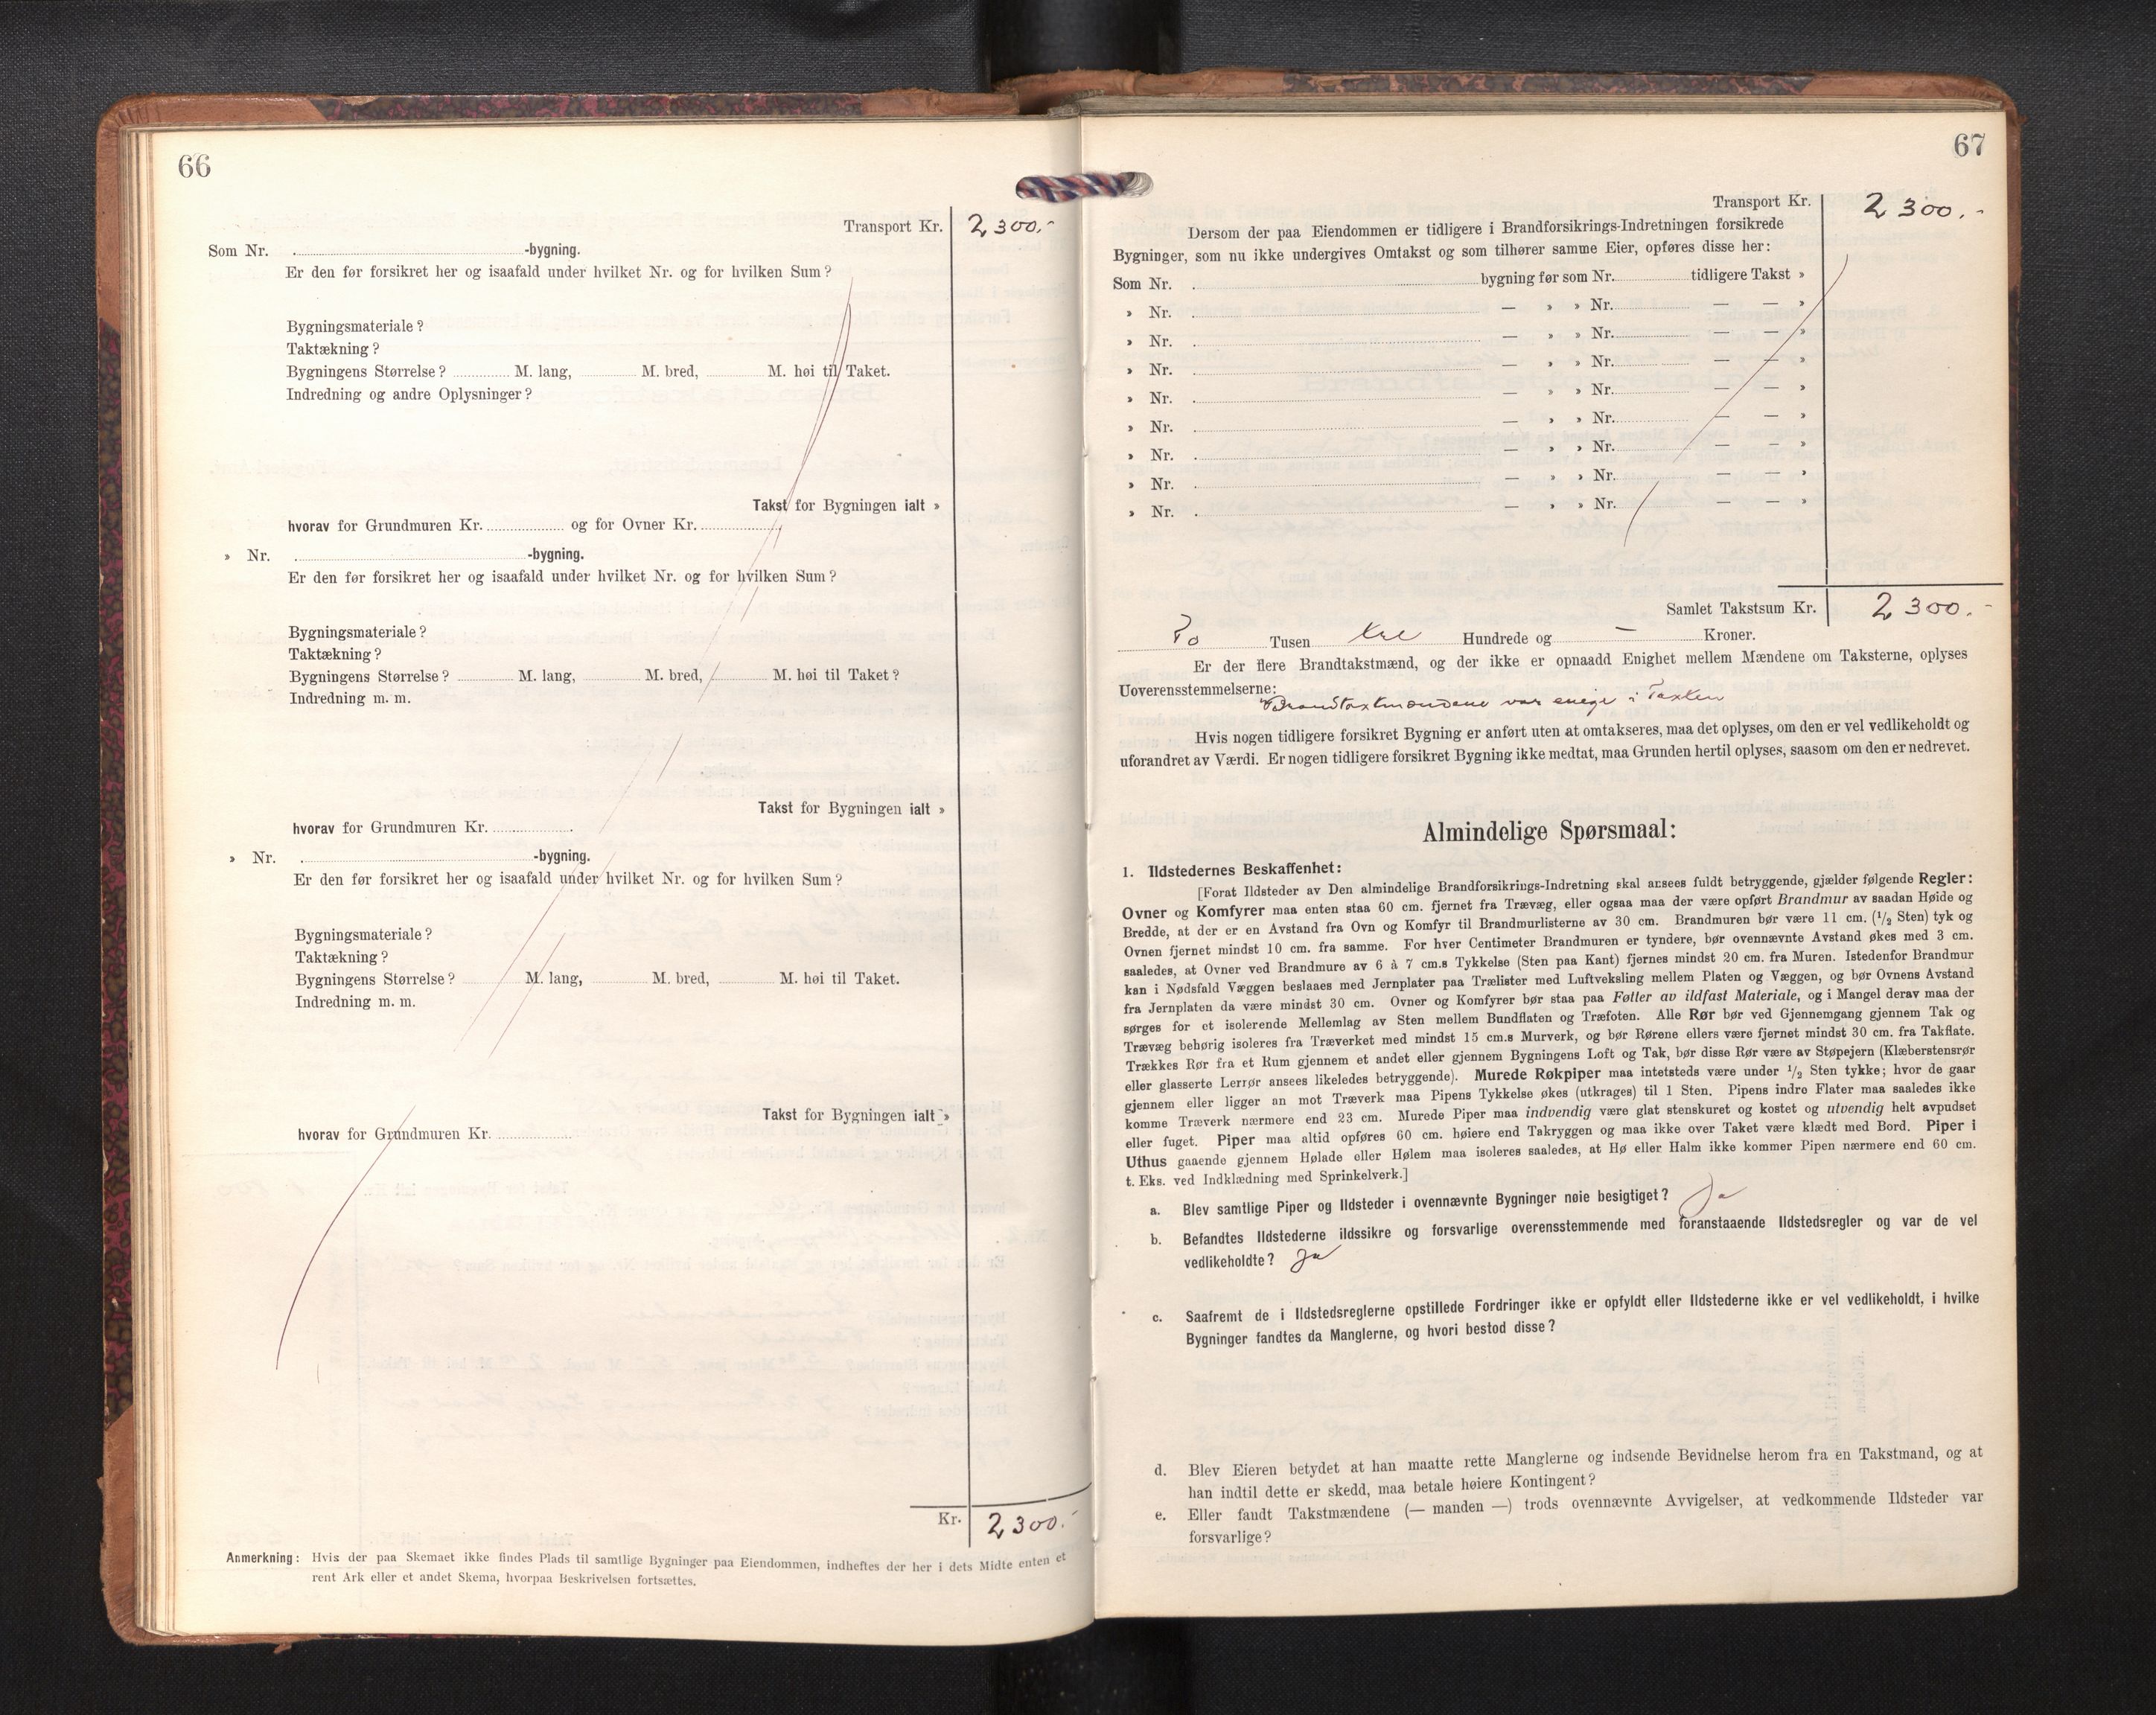 66
Transport Kr. 2300.-
Som Nr. -bygning.
Er den før forsikret her og isaafald under hvilket Nr. og for hvilken Sum?
Bygningsmateriale?
Taktækning?
Bygningens Størrelse? M. lang, M. bred, M. høi til Taket.
Indredning og andre Oplysninger?
Takst for Bygningen ialt »
hvorav for Grundmuren Kr. og for Ovner Kr.
» Nr. -bygning.
Er den før forsikret her og isaafald under hvilket Nr. og for hvilken Sum?
Bygningsmateriale?
Taktækning?
Bygningens Størrelse? M. lang, M. bred, M. høi til Taket?
Indredning m. m.
Takst for Bygningen ialt »
hvorav for Grundmuren Kr.
» Nr. -bygning.
Er den før forsikret her og isaafald under hvilket Nr. og for hvilken Sum?
Bygningsmateriale?
Taktækning?
Bygningens Størrelse? M. lang, M. bred, M. høi til Taket.
Indredning m. m.
Takst for Bygningen ialt »
hvorav for Grundmuren Kr.
Kr. 2300.-
Anmerkning: Hvis der paa Skemaet ikke findes Plads til samtlige Bygninger paa Eiendommen, indheftes der her i dets Midte enten et
rent Ark eller et andet Skema, hvorpaa Beskrivelsen fortsættes.
67
Transport Kr. 2300.-
Dersom der paa Eiendommen er tidligere i Brandforsikrings-Indretningen forsikrede
Bygninger, som nu ikke undergives Omtakst og som tilhører samme Eier, opføres disse her:
Som Nr. bygning før som Nr. tidligere Takst »
» Nr. — » » Nr. — — »
» Nr. — » » Nr. — — »
» Nr. — » » Nr. — — »
» Nr. — » » Nr. — — »
» Nr. — » » Nr. — — »
» Nr. — » » Nr. — — »
» Nr. — » » Nr. — — »
» Nr. — » » Nr. — — »
Samlet Takstsum Kr. 2300.-
To Tusen tre Hundrede og — Kroner.
Er der flere Brandtakstmænd, og der ikke er opnaadd Enighet mellem Mændene om Taksterne, oplyses
Uoverensstemmelserne:
Brandtaxtmændene var enige i Taxten
Hvis nogen tidligere forsikret Bygning er anført uten at omtakseres, maa det oplyses, om den er vel vedlikeholdt og
uforandret av Værdi. Er nogen tidligere forsikret Bygning ikke medtat, maa Grunden hertil oplyses, saasom om den er nedrevet.
Almindelige Spørsmaal:
1. Ildstedernes Beskaffenhet:
[Forat Ildsteder av Den almindelige Brandforsikrings-Indretning skal ansees fuldt betryggende, gjælder følgende Regler:
Ovner og Komfyrer maa enten staa 60 cm. fjernet fra Trævæg, eller ogsaa maa der være opført Brandmur av saadan Høide og
Bredde, at der er en Avstand fra Ovn og Komfyr til Brandmurlisterne av 30 cm. Brandmuren bør være 11 cm. (½ Sten) tyk og
Ovnen fjernet mindst 10 cm. fra samme. For hver Centimeter Brandmuren er tyndere, bør ovennævnte Avstand økes med 3 cm.
saaledes, at Ovner ved Brandmure av 6 à 7 cm.s Tykkelse (Sten paa Kant) fjernes mindst 20 cm. fra Muren. Istedenfor Brandmur
kan i Nødsfald Væggen beslaaes med Jernplater paa Trælister med Luftveksling mellem Platen og Væggen, og bør Ovnens Avstand
fra Jernplaten da være mindst 30 cm. Ovner og Komfyrer bør staa paa Føtter av ildfast Materiale, og i Mangel derav maa der
sørges for et isolerende Mellemlag av Sten mellem Bundflaten og Træfoten. Alle Rør bør ved Gjennemgang gjennem Tak og
Trævæg behørig isoleres fra Træverket med mindst 15 cm.s Murverk, og bør Rørene ellers være fjernet mindst 30 cm. fra Takflate.
Trækkes Rør fra et Rum gjennem et andet eller gjennem Bygningens Loft og Tak, bør disse Rør være av Støpejern (Klæberstensrør
eller glasserte Lerrør ansees likeledes betryggende). Murede Røkpiper maa intetsteds være under ½ Sten tykke; hvor de gaar
gjennem eller ligger an mot Træverk maa Pipens Tykkelse økes (utkrages) til 1 Sten. Pipens indre Flater maa saaledes ikke
komme Træverk nærmere end 23 cm. Murede Piper maa indvendig være glat stenskuret og kostet og utvendig helt avpudset
eller fuget. Piper maa altid opføres 60 cm. høiere end Takryggen og maa ikke over Taket være klædt med Bord. Piper i
Uthus gaaende gjennem Hølade eller Hølem maa isoleres saaledes, at Hø eller Halm ikke kommer Pipen nærmere end 60 cm.
t. Eks. ved Indklædning med Sprinkelverk.]
a. Blev samtlige Piper og Ildsteder i ovennævnte Bygninger nøie besigtiget? Ja
b. Befandtes Ildstederne ildssikre og forsvarlige overensstemmende med foranstaaende Ildstedsregler og var de vel
vedlikeholdte? Ja
c. Saafremt de i Ildstedsreglerne opstillede Fordringer ikke er opfyldt eller Ildstederne ikke er vel vedlikeholdt, i hvilke
Bygninger fandtes da Manglerne, og hvori bestod disse?
d. Blev Eieren betydet at han maatte rette Manglerne og indsende Bevidnelse herom fra en Takstmand, og at
han indtil dette er skedd, maa betale høiere Kontingent?
e. Eller fandt Takstmændene (— manden —) trods ovennævnte Avvigelser, at vedkommende Ildsteder var
forsvarlige?